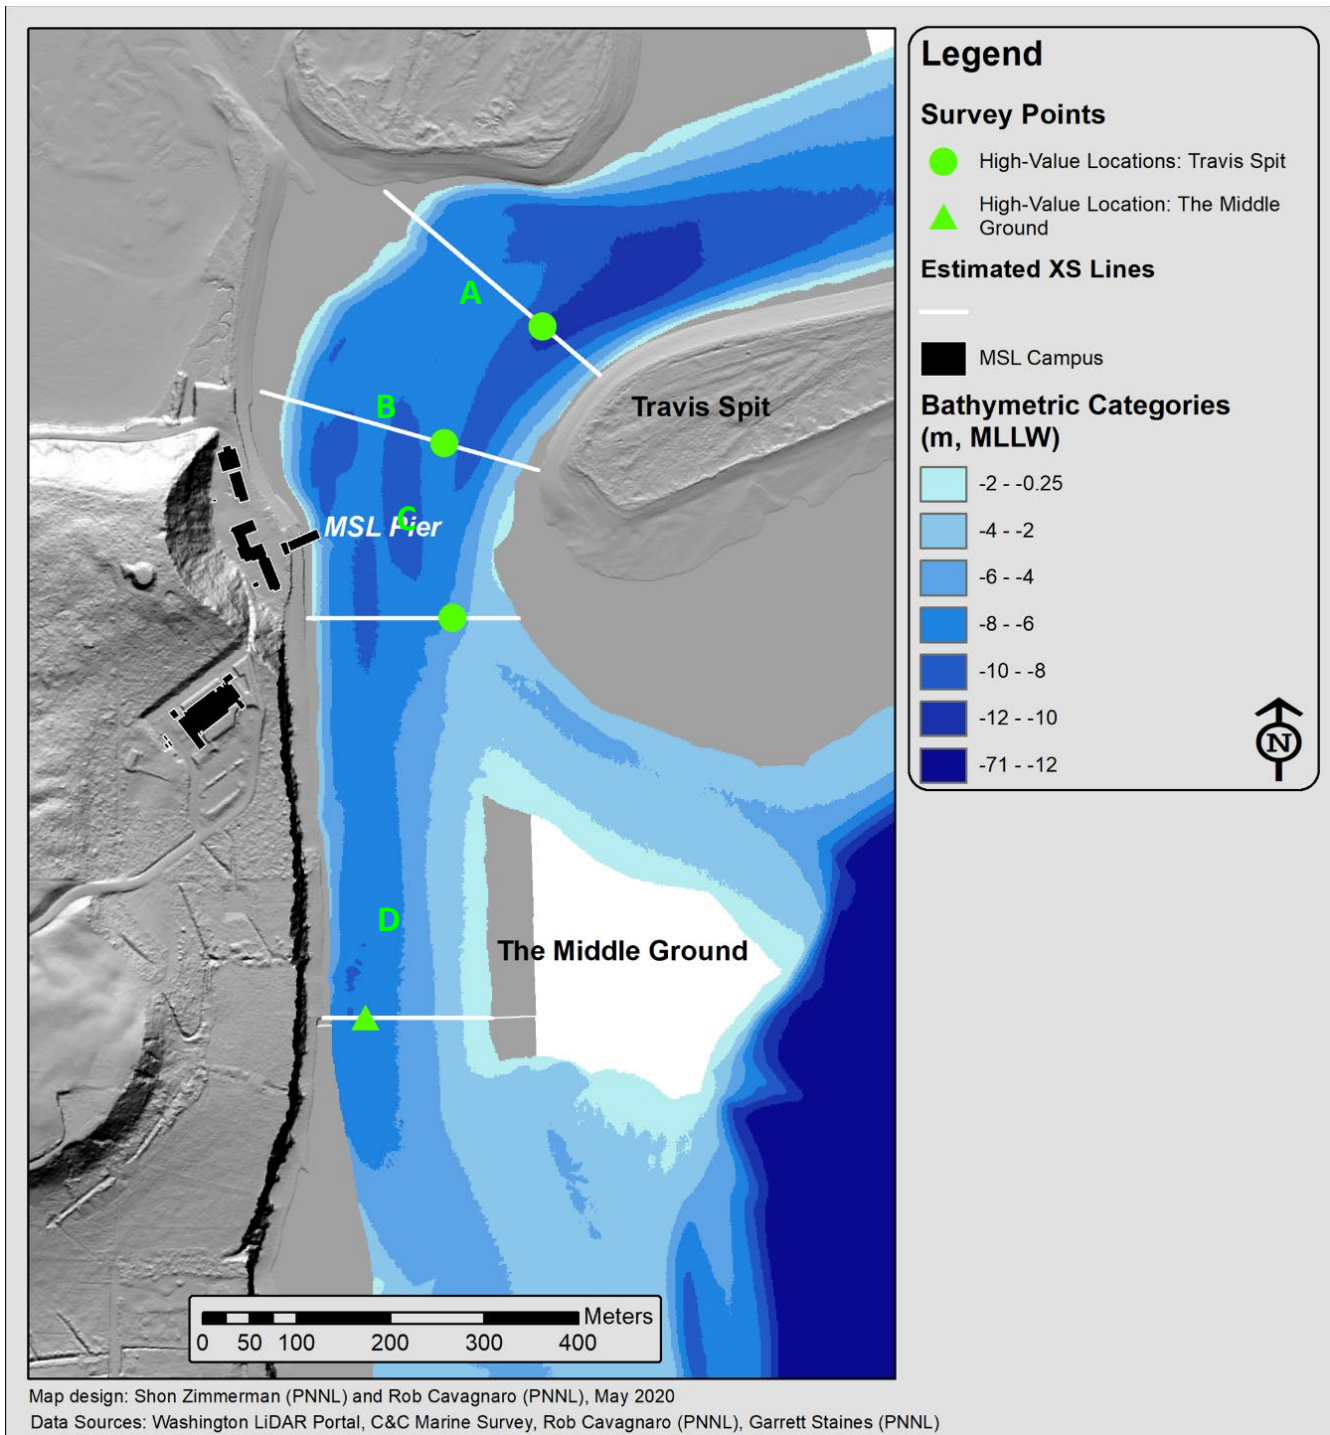 Legend
Survey Points
High-Value Locations: Travis Spit
High-Value Location: The Middle
Ground
Estimated XS Lines
MSL Campus
Bathymetric Categories
(m, MLLW)
-2 - -0.25
-4 - -2
-6 - -4
-8 - -6
-10 - -8
-12 - -10
-71 - -12
N
A
B
Travis Spit
C
MSL Pier
D
The Middle Ground
Meters
0 50 100 200 300 400
Map design: Shon Zimmerman (PNNL) and Rob Cavagnaro (PNNL), May 2020
Data Sources: Washington LiDAR Portal, C&C Marine Survey, Rob Cavagnaro (PNNL), Garrett Staines (PNNL)